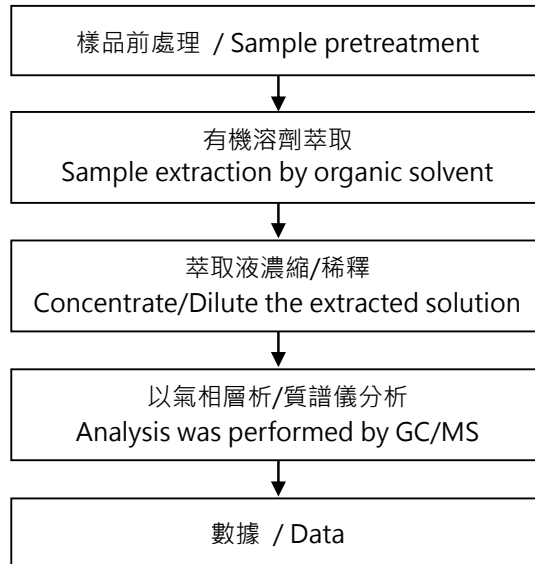 樣品前處理 / Sample pretreatment
有機溶劑萃取
Sample extraction by organic solvent
萃取液濃縮/稀釋
Concentrate/Dilute the extracted solution
以氣相層析/質譜儀分析
Analysis was performed by GC/MS
數據 / Data